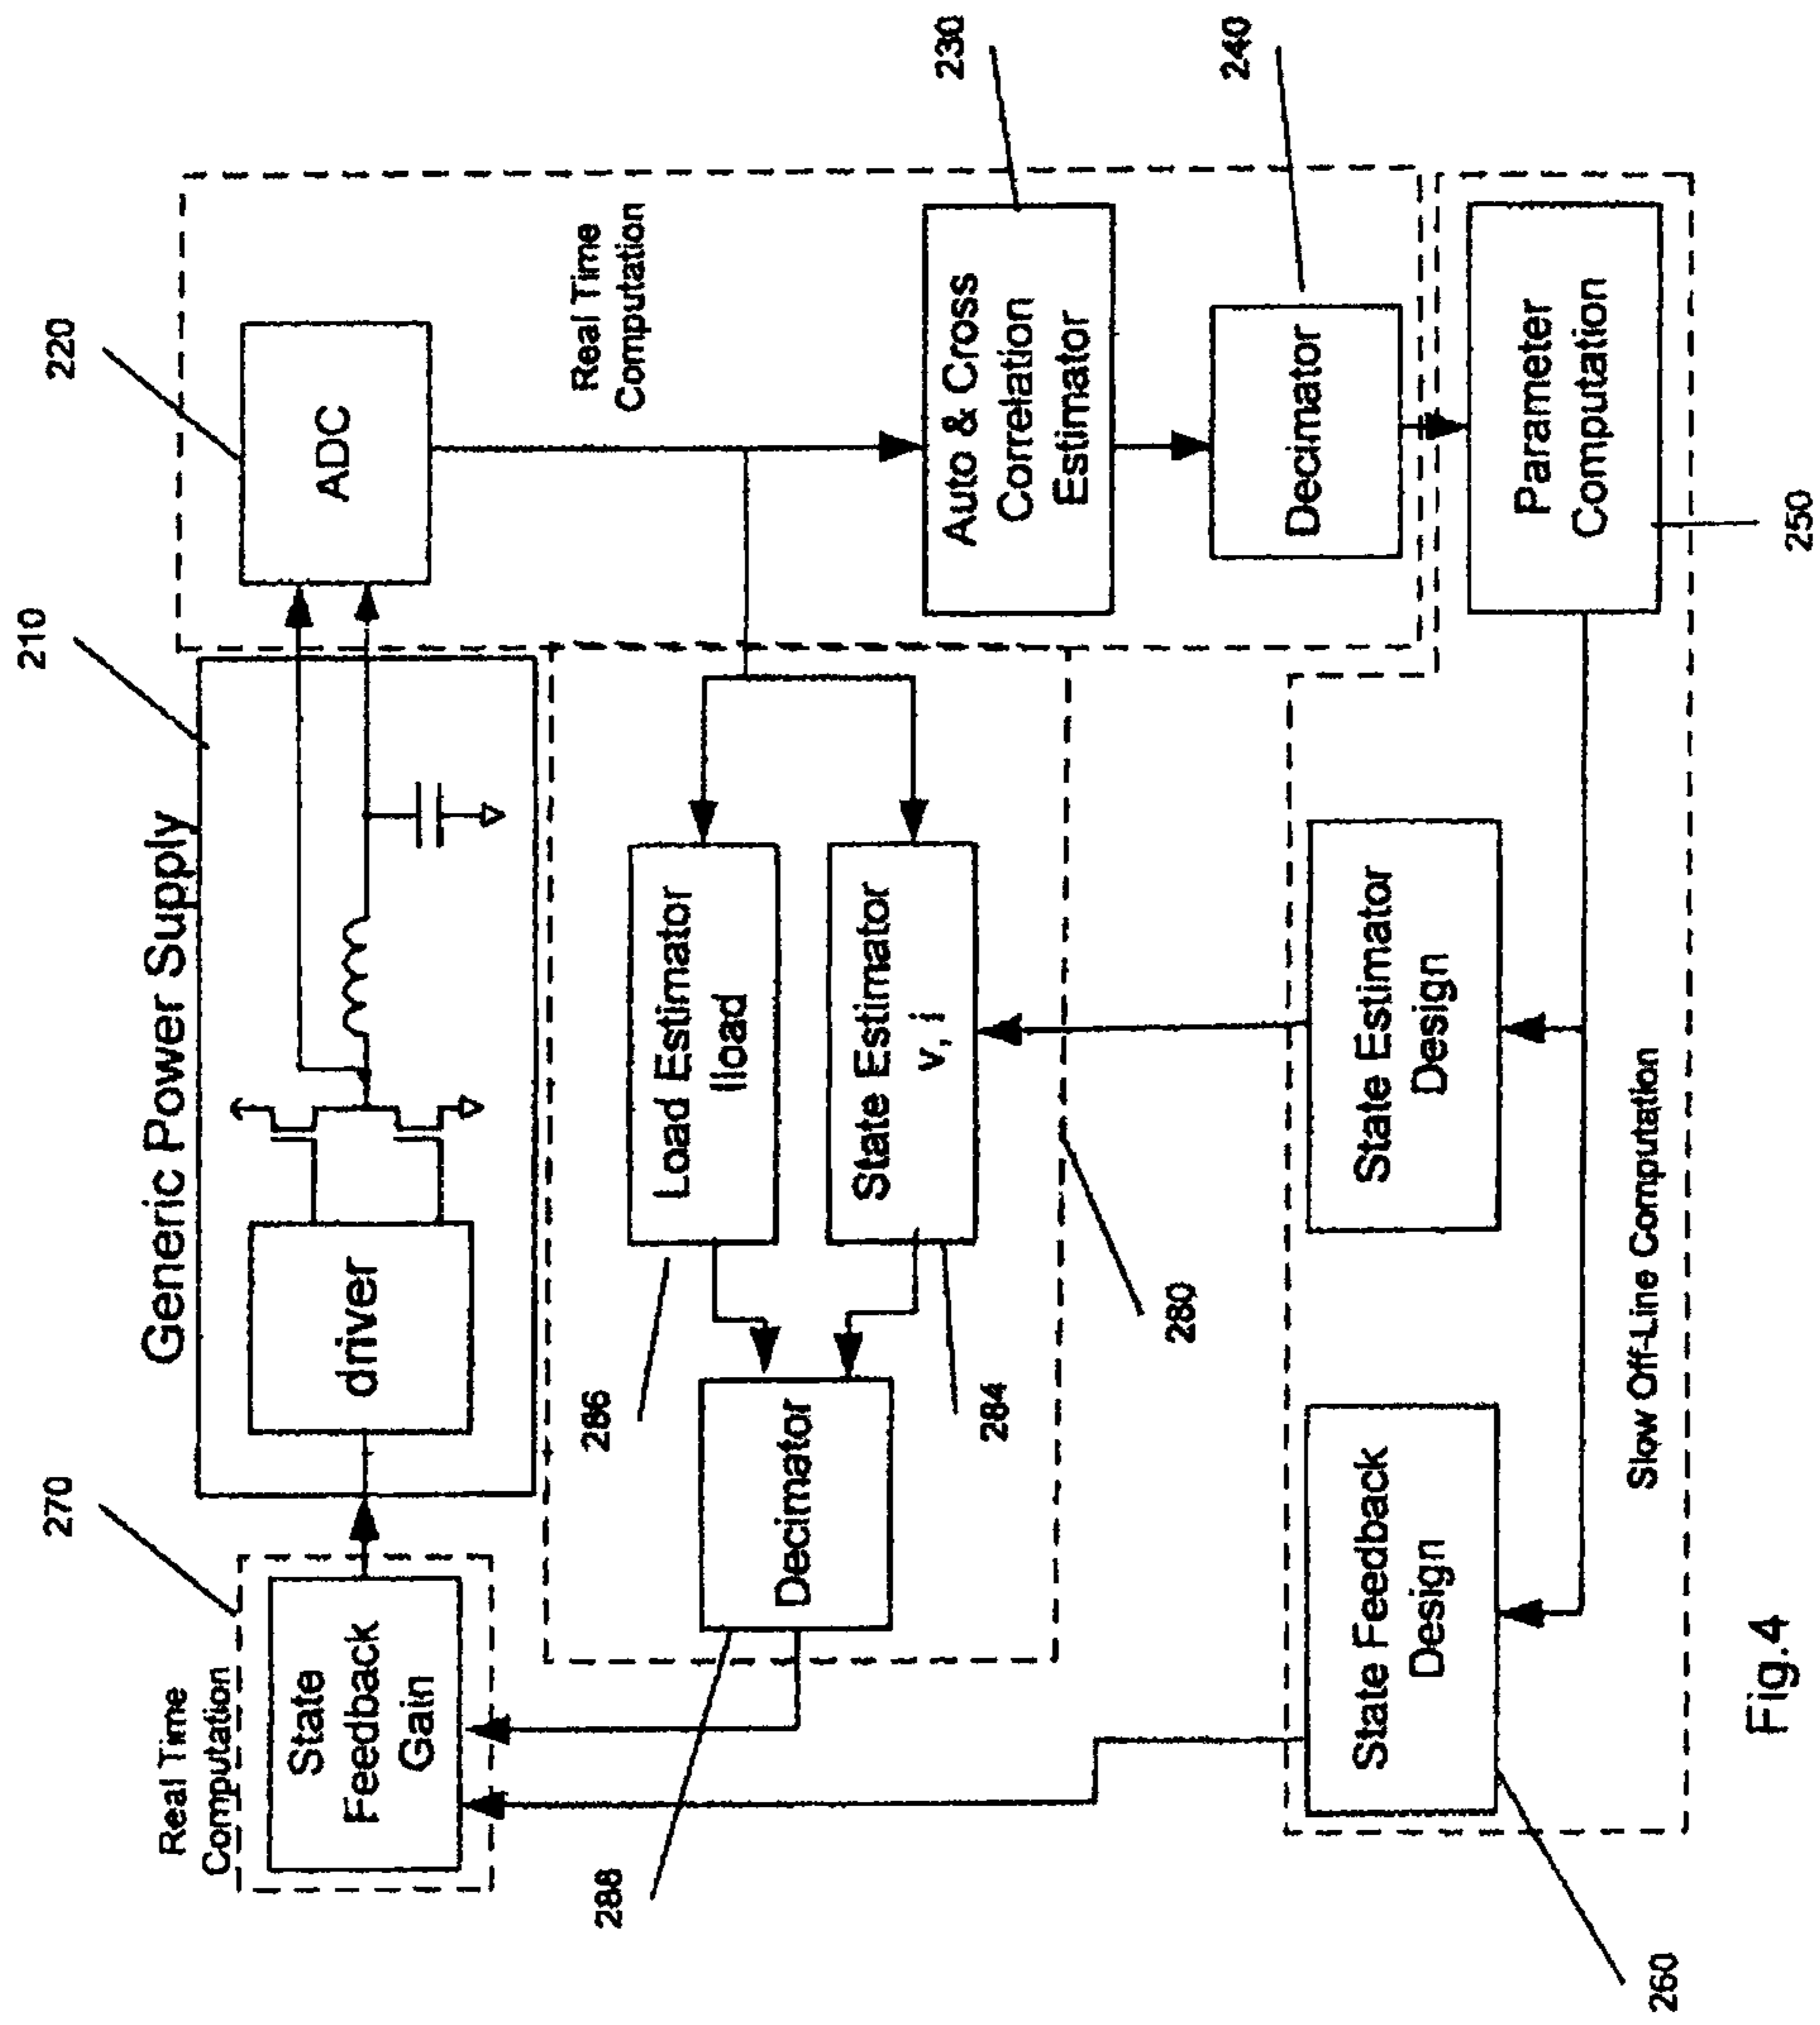 Generic Power Supply
210
220
270
Real Time
Computation
State
Feedback
Gain
driver
ADC
Real Time
Computation
230
240
Auto & Cross
Correlation
Estimator
Decimator
Load Estimator
Iload
State Estimator
v, i
Decimator
286
284
288
280
State Feedback
Design
State Estimator
Design
Parameter
Computation
Slow Off-Line Computation
250
260
Fig.4